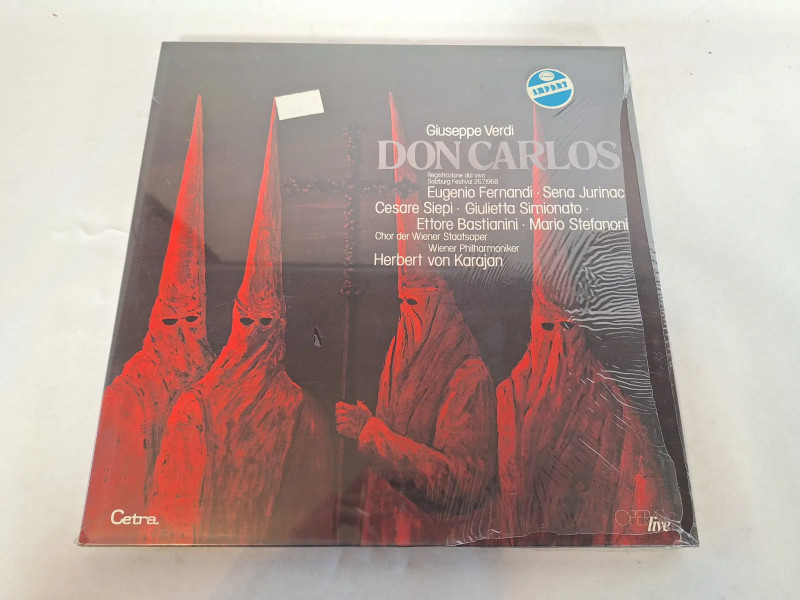 IMPORT
Giuseppe Verdi
DON CARLOS
Registrazione dal vivo
Salzburg Festival 26.7.1958
Eugenio Fernandi · Sena Jurinac
Cesare Siepi · Giulietta Simionato ·
Ettore Bastianini · Mario Stefanoni
Chor der Wiener Staatsoper
Wiener Philharmoniker
Herbert von Karajan
Cetra
OPERA
live